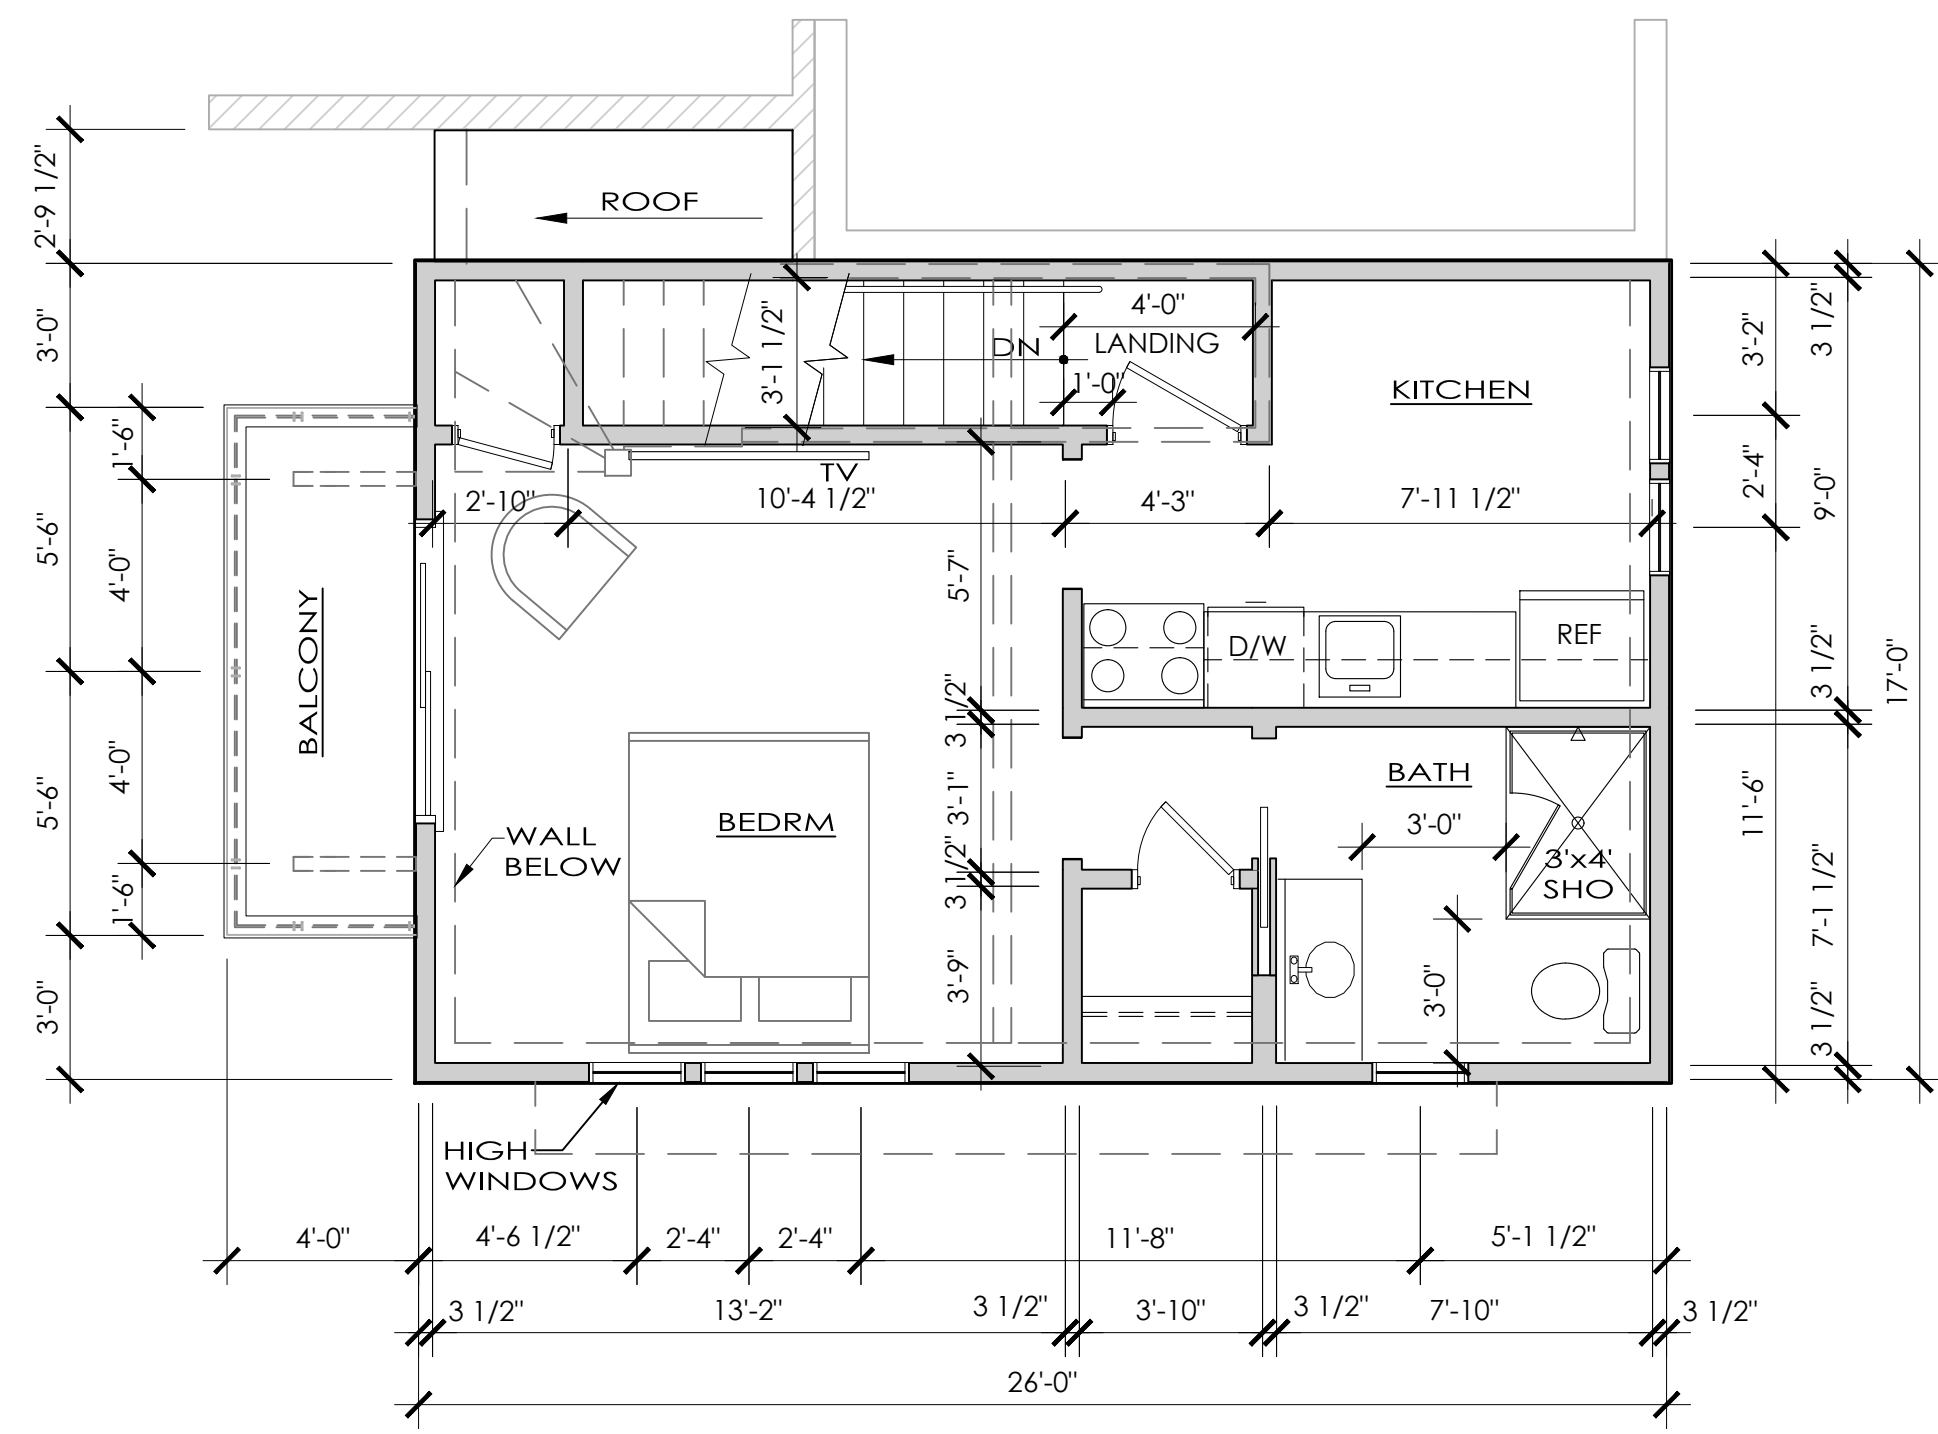 2'-9 1/2"
ROOF
3'-0"
3'-1 1/2"
4'-0"
DN
LANDING
1'-0"
KITCHEN
3'-2"
3 1/2"
1'-6"
TV
2'-10"
10'-4 1/2"
4'-3"
7'-11 1/2"
2'-4"
9'-0"
5'-6"
4'-0"
5'-7"
BALCONY
D/W
REF
3 1/2"
17'-0"
3 1/2"
BEDRM
BATH
4'-0"
5'-6"
3'-1"
11'-6"
WALL
BELOW
3'-0"
3'x4'
SHO
1'-6"
3 1/2"
7'-1 1/2"
3'-9"
3'-0"
3'-0"
3 1/2"
HIGH
WINDOWS
4'-0"
4'-6 1/2"
2'-4"
2'-4"
11'-8"
5'-1 1/2"
3 1/2"
13'-2"
3 1/2"
3'-10"
3 1/2"
7'-10"
3 1/2"
26'-0"